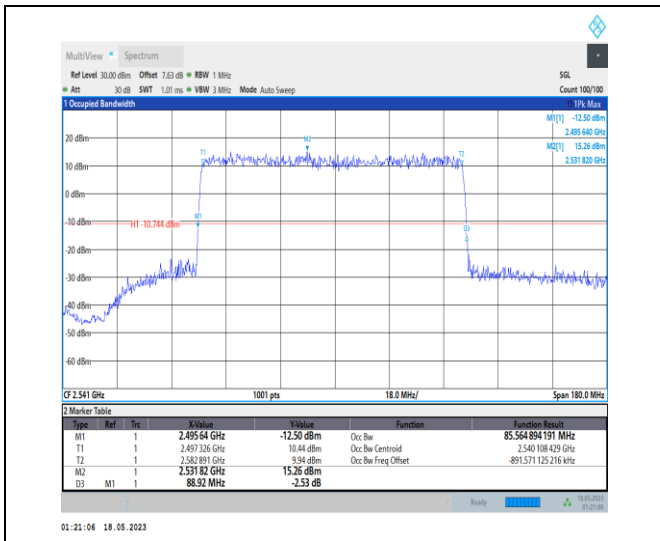 MultiView Spectrum
Ref Level 30.00 dBm Offset 7.63 dB RBW 1 MHz SGL
Att 30 dB SWT 1.01 ms VBW 3 MHz Mode Auto Sweep Count 100/100
1 Occupied Bandwidth 1Pk Max
M1[1] -12.50 dBm
2.495 640 GHz
M2[1] 15.26 dBm
2.531 820 GHz
20 dBm
M2
T1
T2
10 dBm
0 dBm
M1
-10 dBm
H1 -10.744 dBm
D3
-20 dBm
-30 dBm
-40 dBm
-50 dBm
-60 dBm
CF 2.541 GHz 1001 pts 18.0 MHz/ Span 180.0 MHz
2 Marker Table
Type Ref Trc X-Value Y-Value Function Function Result
M1 1 2.495 64 GHz -12.50 dBm Occ Bw 85.564 894 191 MHz
T1 1 2.497 326 GHz 10.44 dBm Occ Bw Centroid 2.540 108 429 GHz
T2 1 2.582 891 GHz 9.94 dBm Occ Bw Freq Offset -891.571 125 216 kHz
M2 1 2.531 82 GHz 15.26 dBm
D3 M1 1 88.92 MHz -2.53 dB
Ready 18.05.2023
01:21:06
01:21:06 18.05.2023